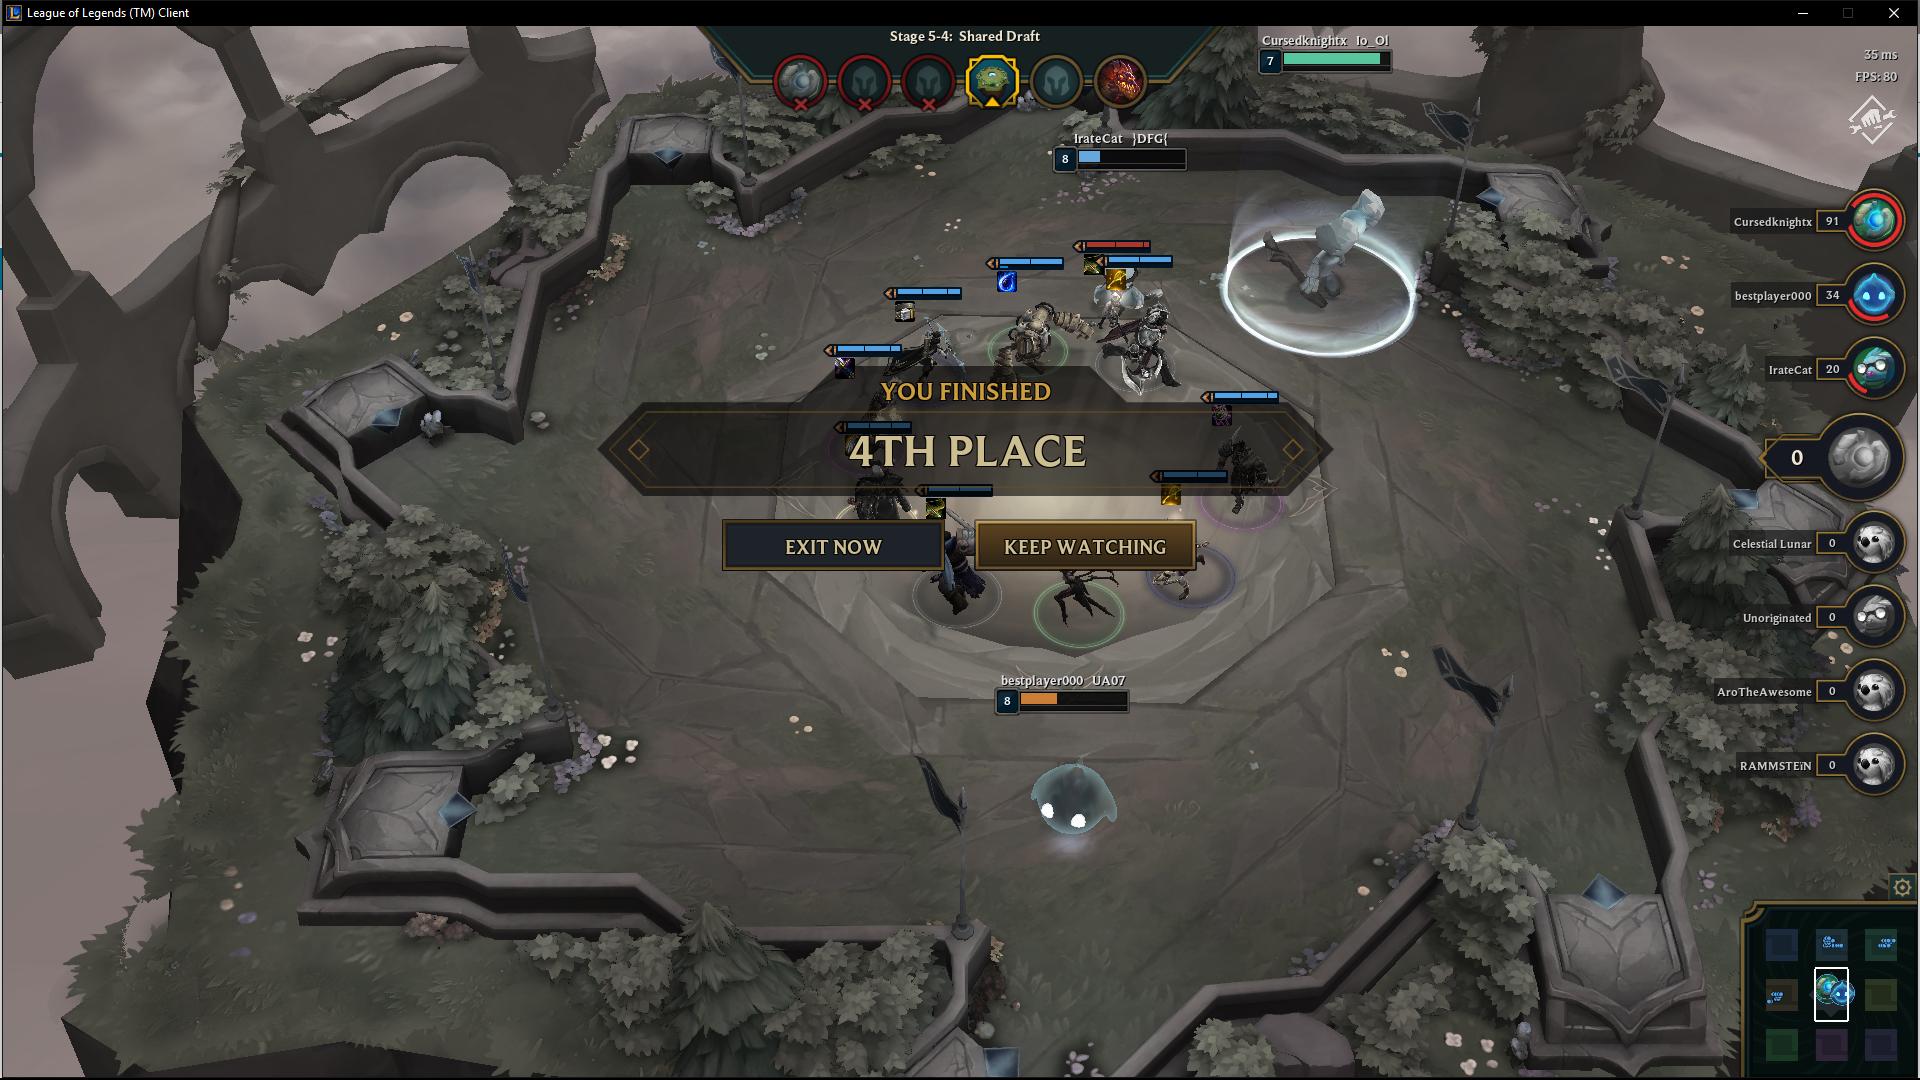 League of Legends (TM) Client
Stage 5-4: Shared Draft
Cursedknightx Io_Ol
7
35 ms
FPS: 80
IrateCat }DFG{
8
Cursedknightx 91
bestplayer000 34
IrateCat 20
YOU FINISHED
4TH PLACE
0
EXIT NOW
KEEP WATCHING
Celestial Lunar 0
Unoriginated 0
bestplayer000 UA07
8
AroTheAwesome 0
RAMMSTEïN 0